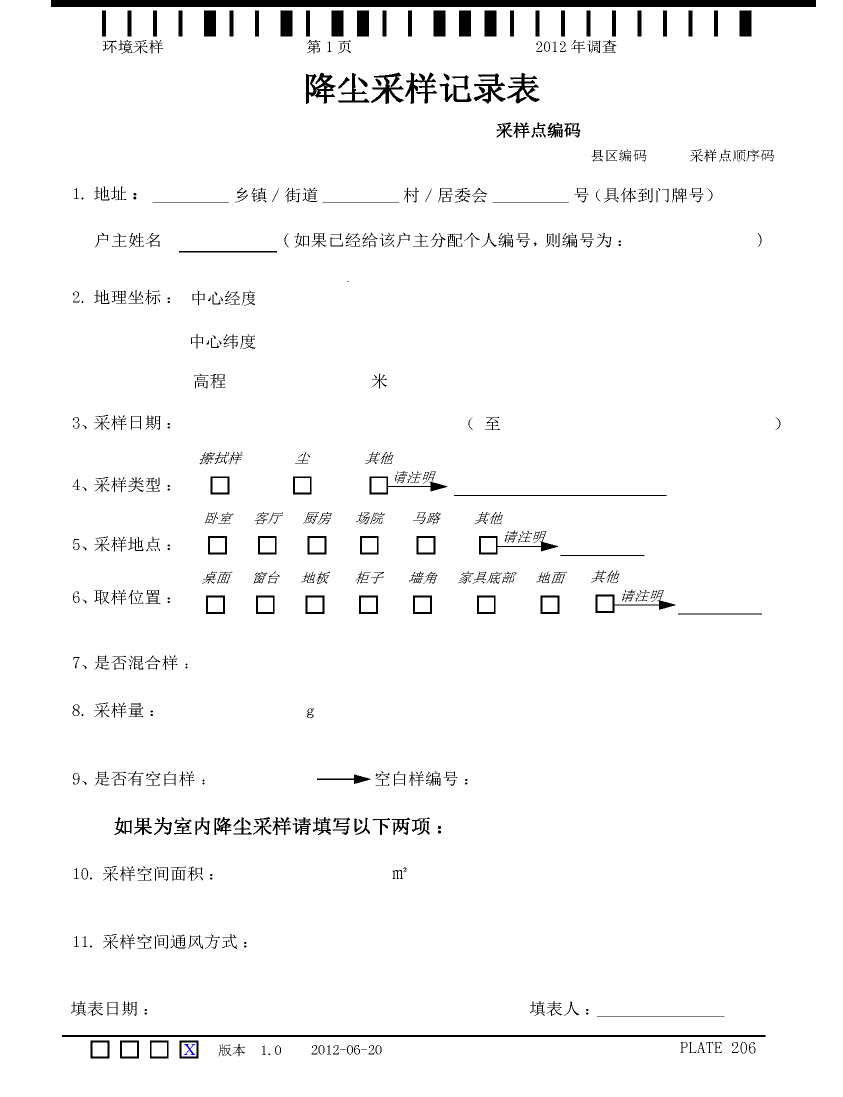 环境采样 第 1 页 2012 年调查
降尘采样记录表
采样点编码
县区编码 采样点顺序码
1. 地址： _________ 乡镇 / 街道 _________ 村 / 居委会 _________ 号（具体到门牌号）
户主姓名 _________ ( 如果已经给该户主分配个人编号, 则编号为： )
2. 地理坐标： 中心经度
中心纬度
高程 米
3、采样日期： （ 至 ）
擦拭样 尘 其他
4、采样类型： 请注明
卧室 客厅 厨房 场院 马路 其他
5、采样地点： 请注明
桌面 窗台 地板 柜子 墙角 家具底部 地面 其他
6、取样位置： 请注明
7、是否混合样：
8. 采样量： g
9、是否有空白样： 空白样编号：
如果为室内降尘采样请填写以下两项：
10. 采样空间面积： m²
11. 采样空间通风方式：
填表日期： 填表人：_______________
X 版本 1.0 2012-06-20 PLATE 206